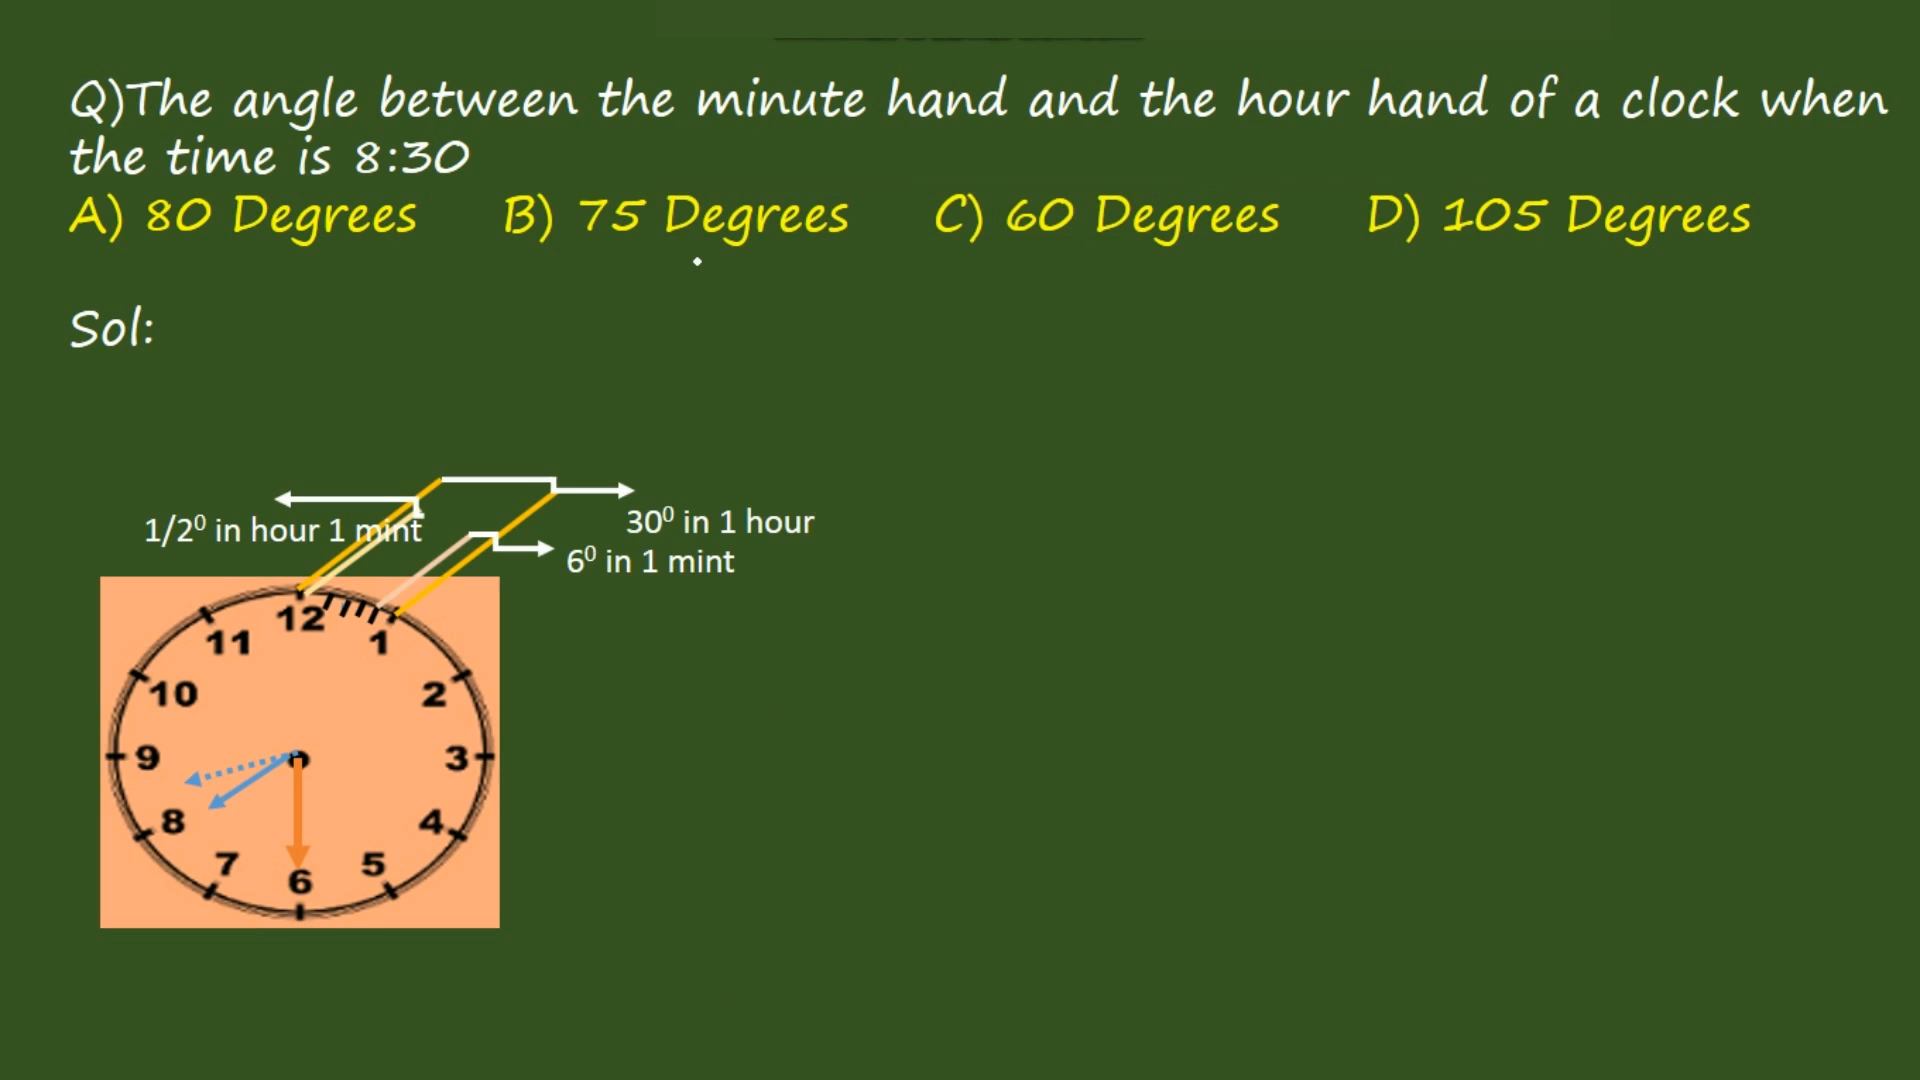 Q)The angle between the minute hand and the hour hand of a clock when
the time is 8:30
A) 80 Degrees B) 75 Degrees C) 60 Degrees D) 105 Degrees
Sol:
1/2⁰ in hour 1 mint
30⁰ in 1 hour
6⁰ in 1 mint
12
11
1
10
2
9
3
8
4
7
5
6